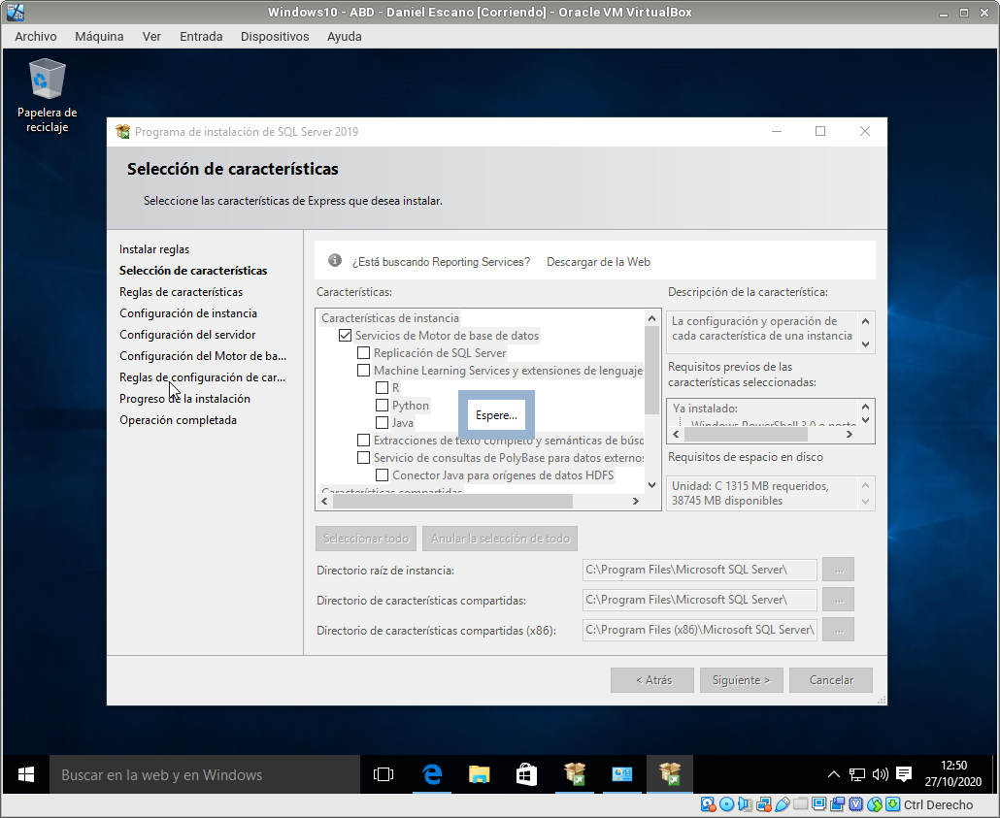 Windows10 - ABD - Daniel Escano [Corriendo] - Oracle VM VirtualBox
Archivo Máquina Ver Entrada Dispositivos Ayuda
Papelera de
reciclaje
Programa de instalación de SQL Server 2019
Selección de características
Seleccione las características de Express que desea instalar.
Instalar reglas
Selección de características
Reglas de características
Configuración de instancia
Configuración del servidor
Configuración del Motor de ba...
Reglas de configuración de car...
Progreso de la instalación
Operación completada
¿Está buscando Reporting Services? Descargar de la Web
Características:
Características de instancia
Servicios de Motor de base de datos
Replicación de SQL Server
Machine Learning Services y extensiones de lenguaje
R
Python
Java
Extracciones de texto completo y semánticas de búsc
Servicio de consultas de PolyBase para datos externos
Conector Java para orígenes de datos HDFS
Características compartidas
Espere...
Descripción de la característica:
La configuración y operación de
cada característica de una instancia
Requisitos previos de las
características seleccionadas:
Ya instalado:
Windows PowerShell 3.0 o poste
Requisitos de espacio en disco
Unidad: C 1315 MB requeridos,
38745 MB disponibles
Seleccionar todo Anular la selección de todo
Directorio raíz de instancia: C:\Program Files\Microsoft SQL Server\ ...
Directorio de características compartidas: C:\Program Files\Microsoft SQL Server\ ...
Directorio de características compartidas (x86): C:\Program Files (x86)\Microsoft SQL Server\ ...
< Atrás Siguiente > Cancelar
Buscar en la web y en Windows
12:50
27/10/2020
Ctrl Derecho